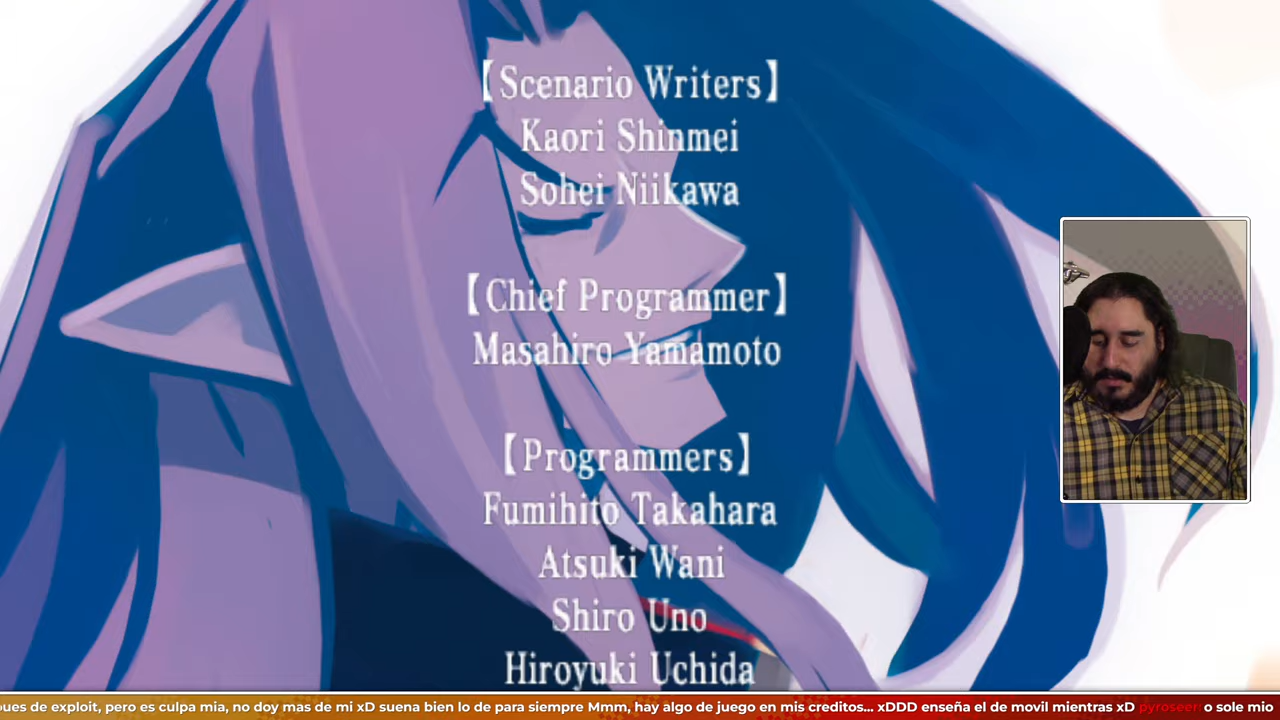 【Scenario Writers】
Kaori Shinmei
Sohei Niikawa
【Chief Programmer】
Masahiro Yamamoto
【Programmers】
Fumihito Takahara
Atsuki Wani
Shiro Uno
Hiroyuki Uchida
ues de exploit, pero es culpa mia, no doy mas de mi xD suena bien lo de para siempre Mmm, hay algo de juego en mis creditos... xDDD enseña el de movil mientras xD pyroseer: o sole mio